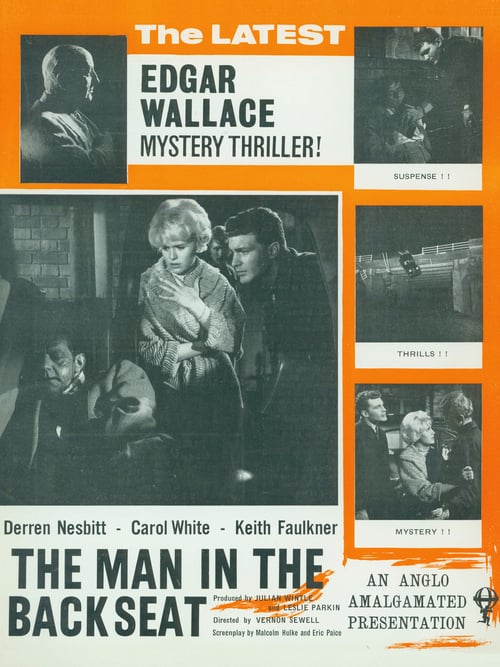 The LATEST
EDGAR
WALLACE
MYSTERY THRILLER!
SUSPENSE ! !
THRILLS ! !
MYSTERY ! !
Derren Nesbitt - Carol White - Keith Faulkner
THE MAN IN THE
BACKSEAT
Produced by JULIAN WINTLE
and LESLIE PARKIN
Directed by VERNON SEWELL
Screenplay by Malcolm Hulke and Eric Paice
AN ANGLO
AMALGAMATED
PRESENTATION